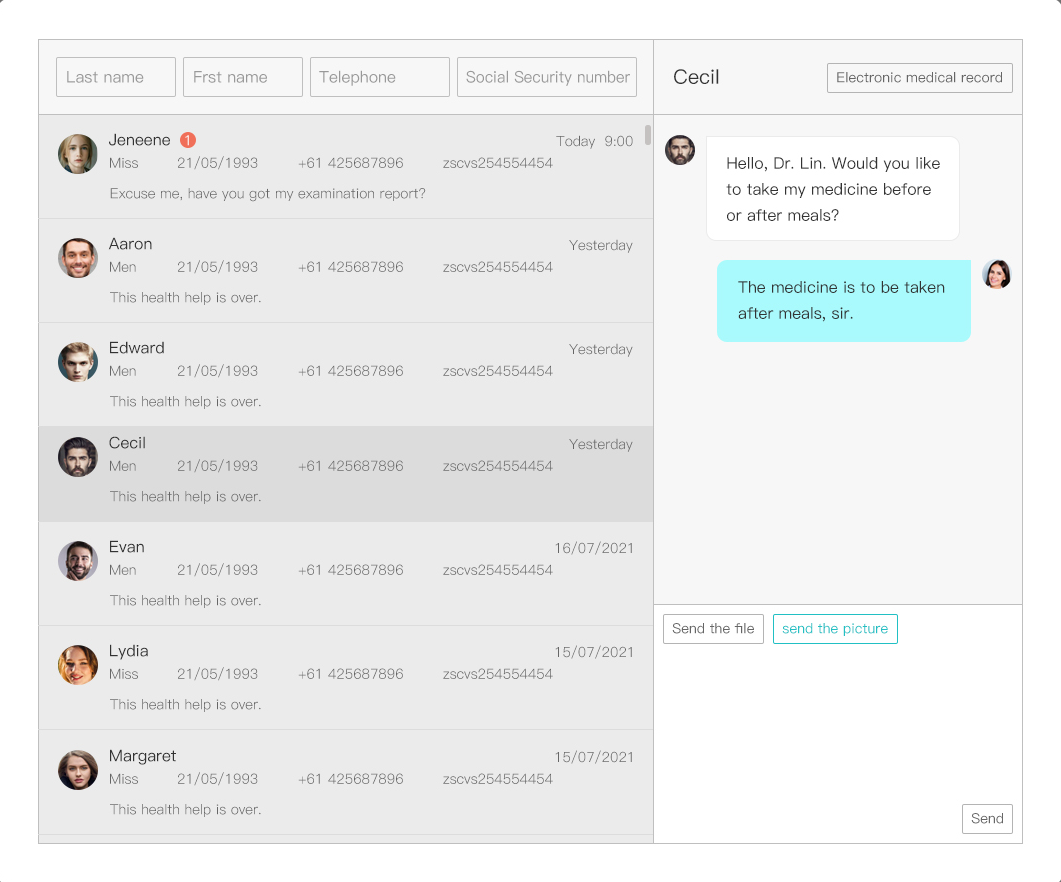 Last name Frst name Telephone Social Security number
Jeneene 1 Today 9:00
Miss 21/05/1993 +61 425687896 zscvs254554454
Excuse me, have you got my examination report?
Aaron Yesterday
Men 21/05/1993 +61 425687896 zscvs254554454
This health help is over.
Edward Yesterday
Men 21/05/1993 +61 425687896 zscvs254554454
This health help is over.
Cecil Yesterday
Men 21/05/1993 +61 425687896 zscvs254554454
This health help is over.
Evan 16/07/2021
Men 21/05/1993 +61 425687896 zscvs254554454
This health help is over.
Lydia 15/07/2021
Miss 21/05/1993 +61 425687896 zscvs254554454
This health help is over.
Margaret 15/07/2021
Miss 21/05/1993 +61 425687896 zscvs254554454
This health help is over.
Cecil Electronic medical record
Hello, Dr. Lin. Would you like
to take my medicine before
or after meals?
The medicine is to be taken
after meals, sir.
Send the file send the picture
Send